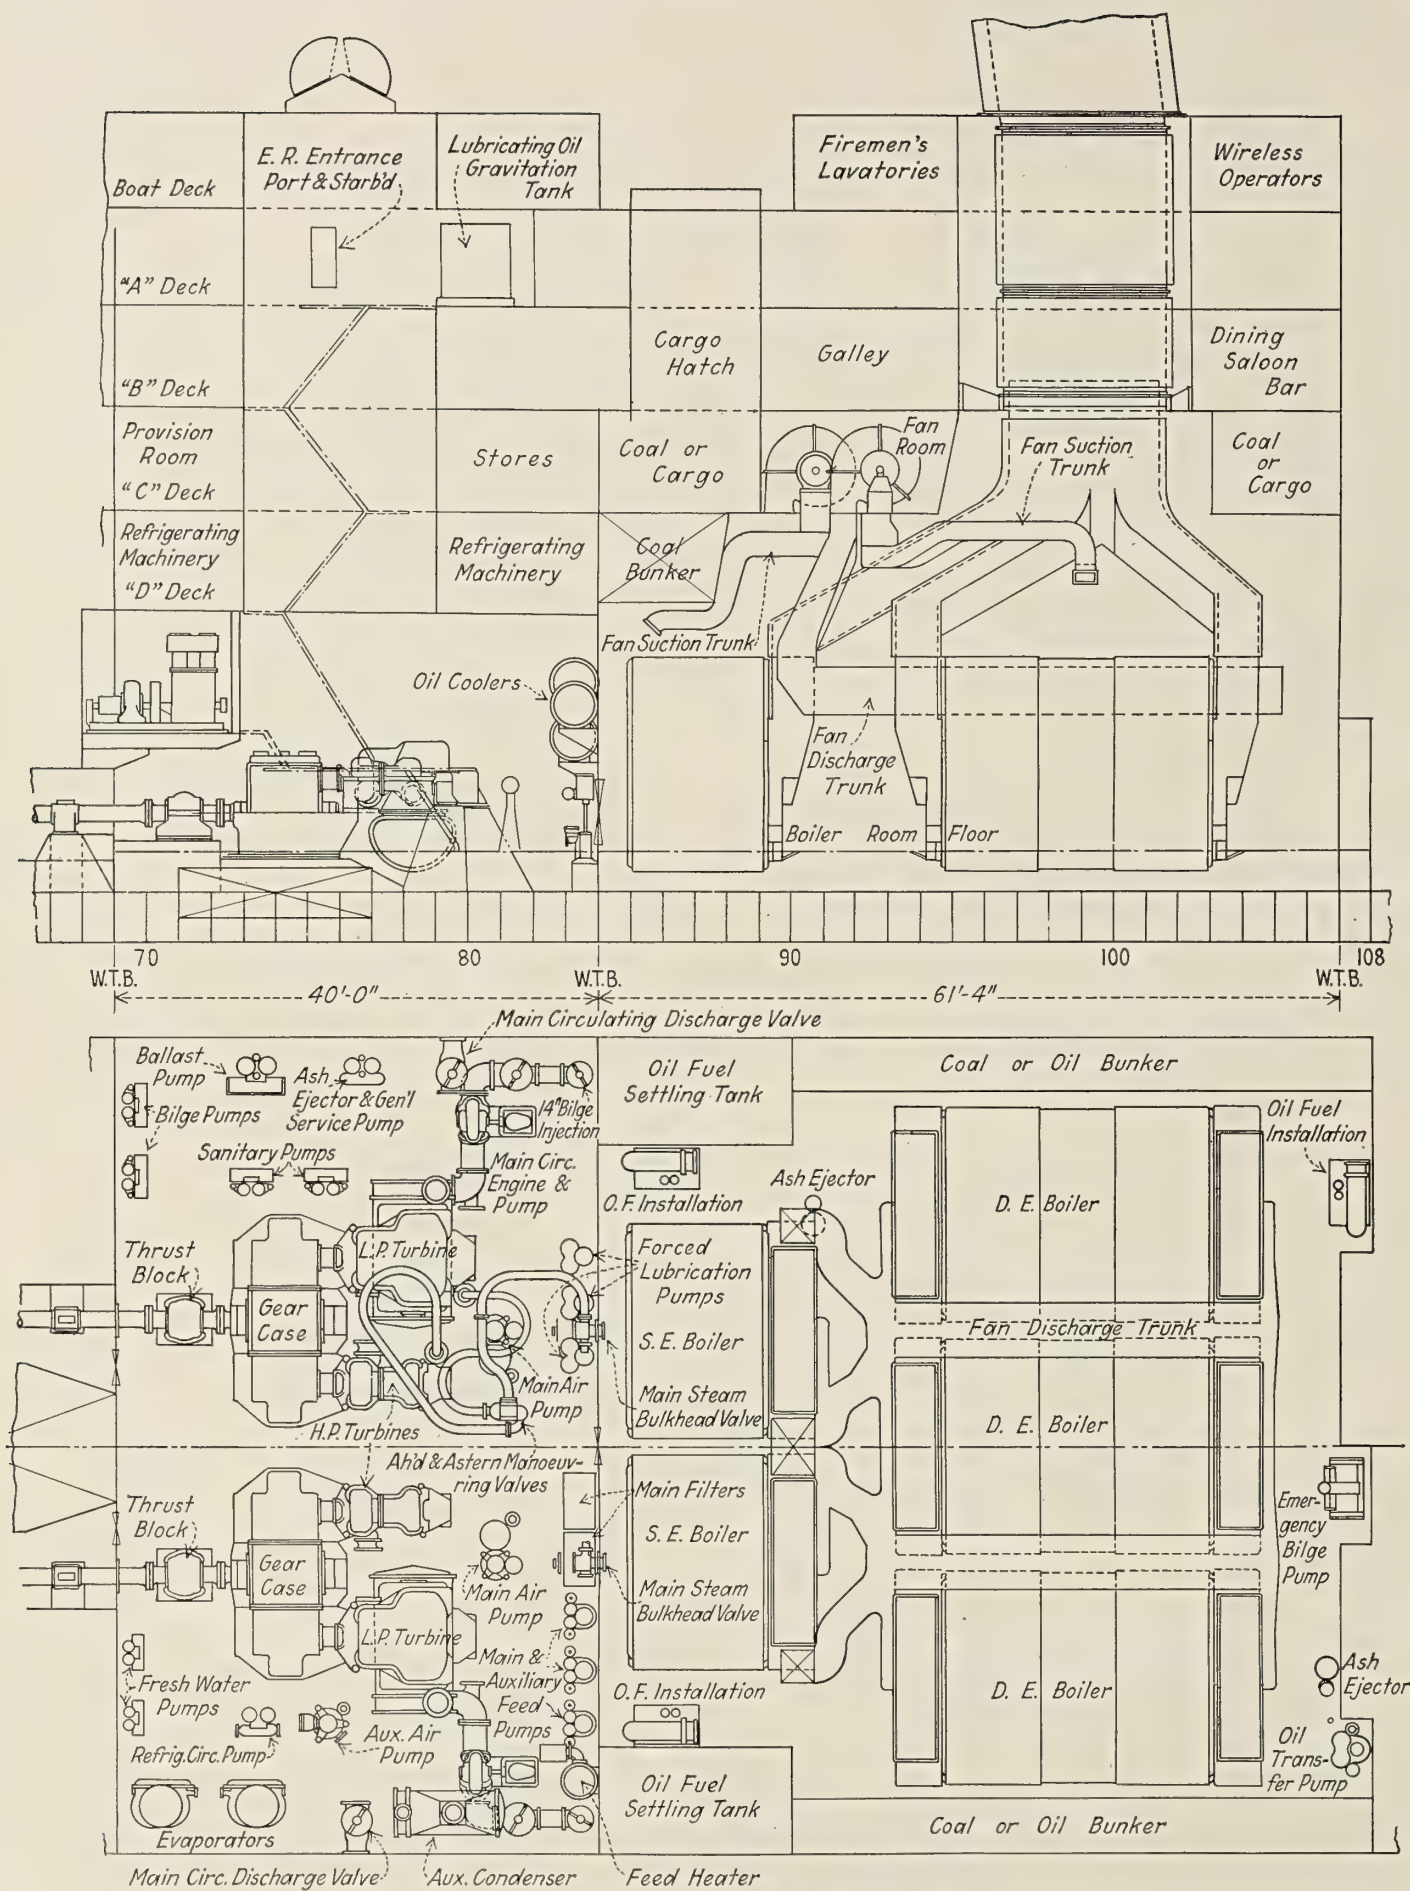 E. R. Entrance
Port & Starb'd
Lubricating Oil
Gravitation
Tank
Firemen's
Lavatories
Wireless
Operators
Boat Deck
"A" Deck
"B" Deck
Cargo
Hatch
Galley
Dining
Saloon
Bar
Provision
Room
"C" Deck
Stores
Coal or
Cargo
Fan
Room
Fan Suction
Trunk
Coal
or
Cargo
Refrigerating
Machinery
"D" Deck
Refrigerating
Machinery
Coal
Bunker
Fan Suction Trunk
Oil Coolers
Fan
Discharge
Trunk
Boiler Room Floor
70 80 90 100 108
W.T.B. W.T.B. W.T.B.
40'-0" 61'-4"
Main Circulating Discharge Valve
Ballast
Pump
Ash
Ejector & Gen'l
Service Pump
Bilge Pumps
Sanitary Pumps
14" Bilge
Injection
Main Circ.
Engine &
Pump
Oil Fuel
Settling Tank
Coal or Oil Bunker
Oil Fuel
Installation
O.F. Installation
Ash Ejector
D. E. Boiler
Thrust
Block
Gear
Case
L.P. Turbine
Forced
Lubrication
Pumps
S.E. Boiler
Fan Discharge Trunk
Main Air
Pump
Main Steam
Bulkhead Valve
H.P. Turbines
Ah'd & Astern Manoeuv-
ring Valves
D. E. Boiler
Thrust
Block
Gear
Case
Main Filters
S. E. Boiler
Emer-
gency
Bilge
Pump
Main Air
Pump
Main Steam
Bulkhead Valve
L.P. Turbine
Main &
Auxiliary
Feed
Pumps
Fresh Water
Pumps
O.F. Installation
D. E. Boiler
Ash
Ejector
Refrig. Circ. Pump
Aux. Air
Pump
Oil
Trans-
fer Pump
Oil Fuel
Settling Tank
Evaporators
Coal or Oil Bunker
Main Circ. Discharge Valve
Aux. Condenser
Feed Heater